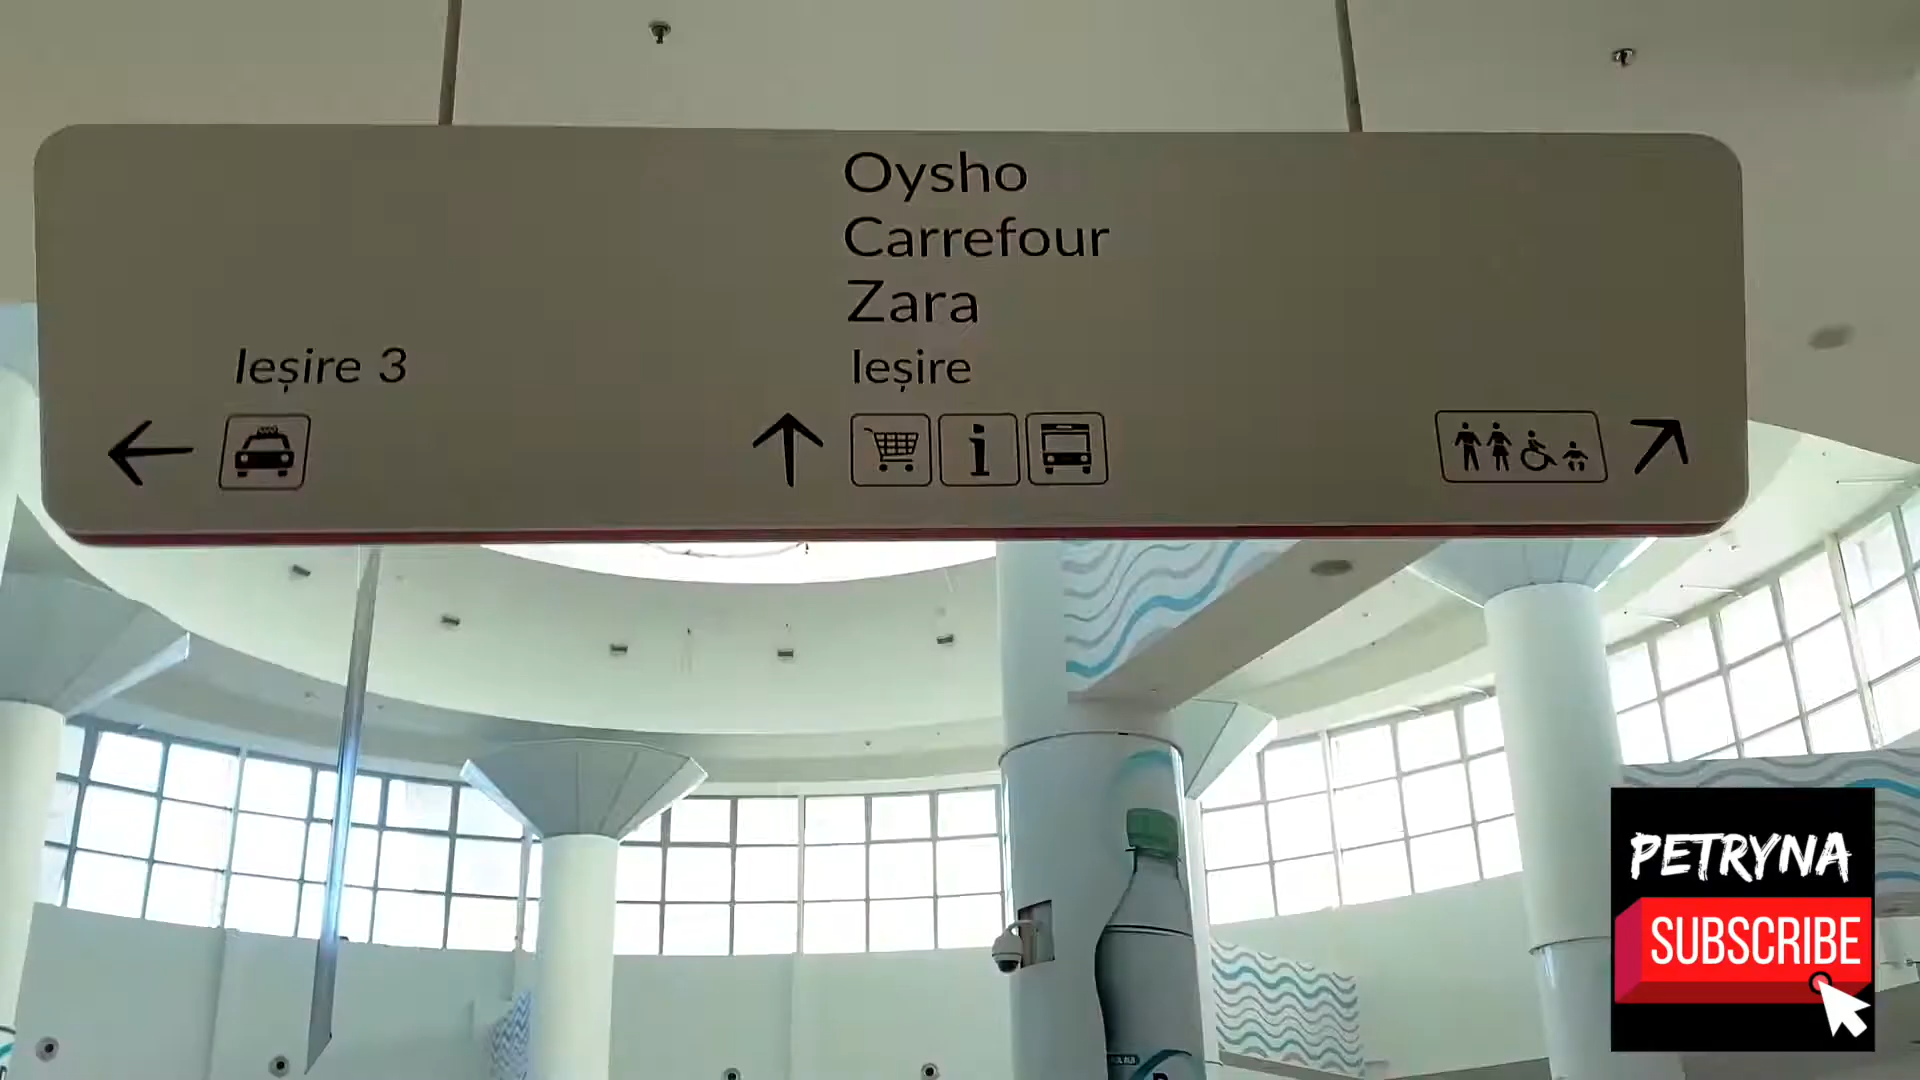 Oysho
Carrefour
Zara
Ieșire 3
Ieșire
PETRYNA
SUBSCRIBE